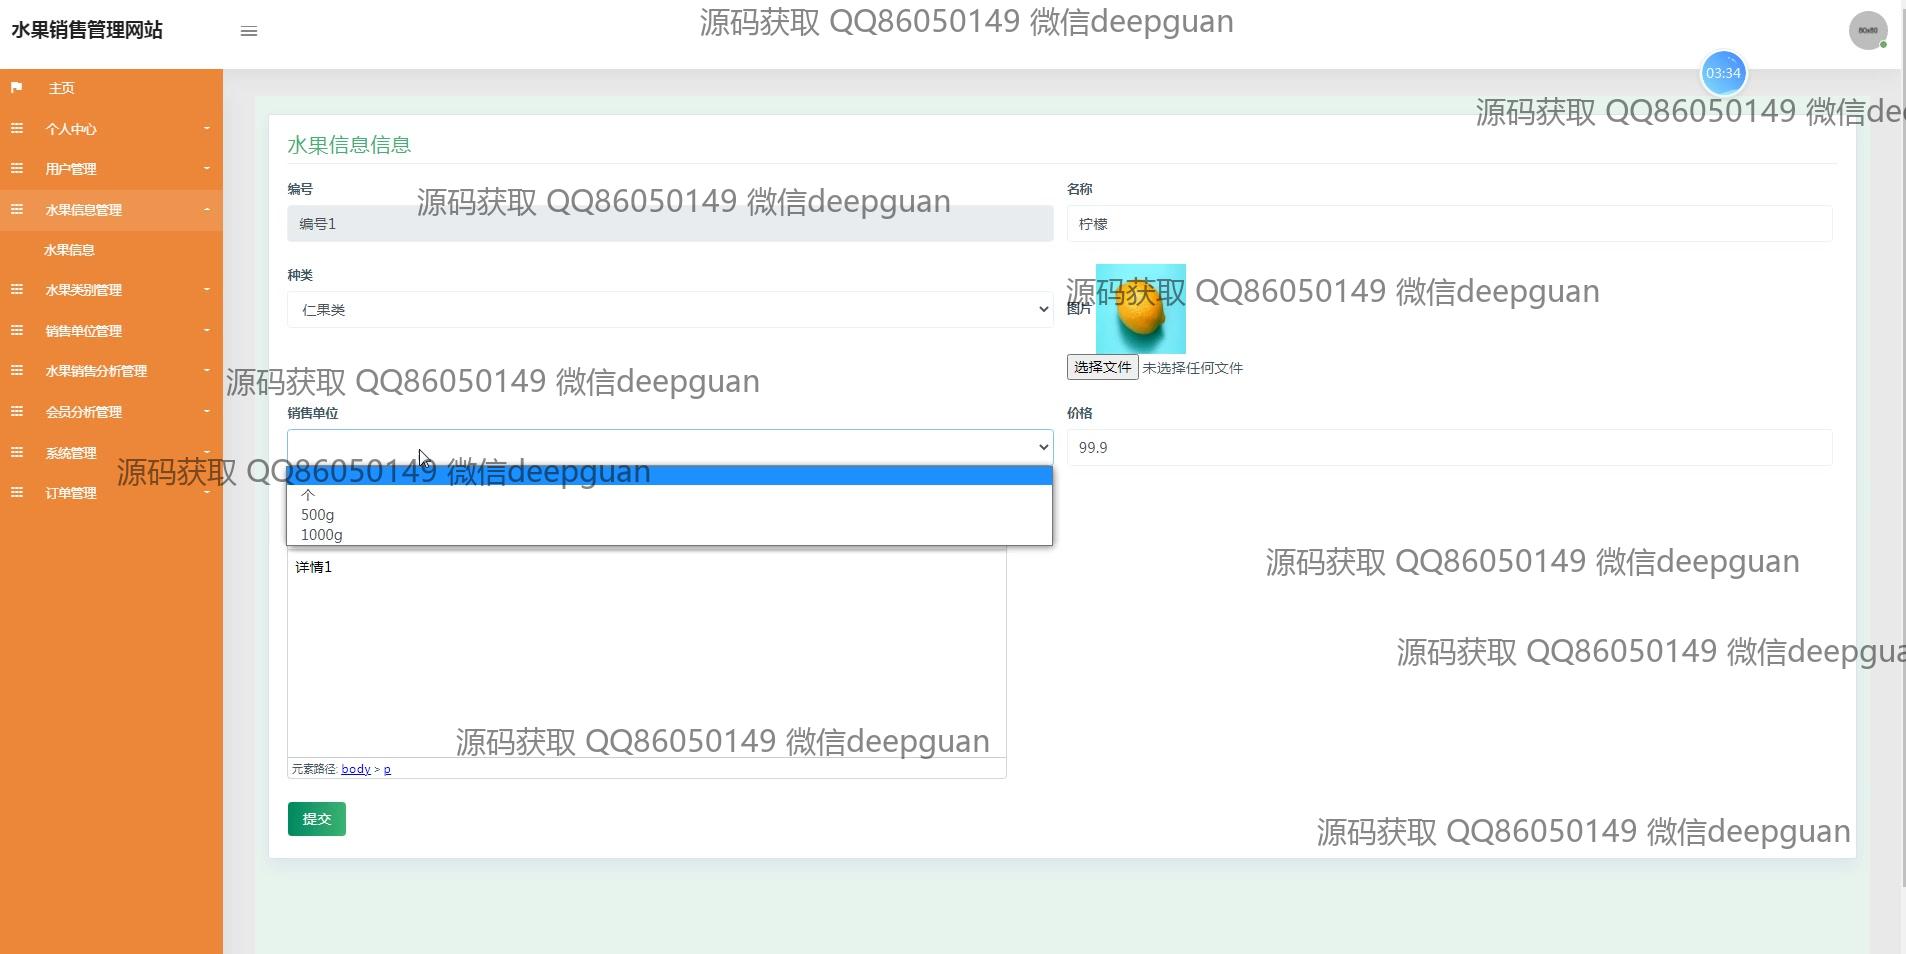 水果销售管理网站
源码获取 QQ86050149 微信deepguan
80x80
03:34
主页
个人中心
用户管理
水果信息管理
水果信息
水果类别管理
销售单位管理
水果销售分析管理
会员分析管理
系统管理
订单管理
源码获取 QQ86050149 微信de
水果信息信息
编号
名称
源码获取 QQ86050149 微信deepguan
编号1
柠檬
种类
源码获取 QQ86050149 微信deepguan
仁果类
图片
选择文件 未选择任何文件
源码获取 QQ86050149 微信deepguan
销售单位
价格
99.9
源码获取 QQ86050149 微信deepguan
个
500g
1000g
源码获取 QQ86050149 微信deepguan
详情1
源码获取 QQ86050149 微信deepgua
源码获取 QQ86050149 微信deepguan
元素路径: body > p
提交
源码获取 QQ86050149 微信deepguan